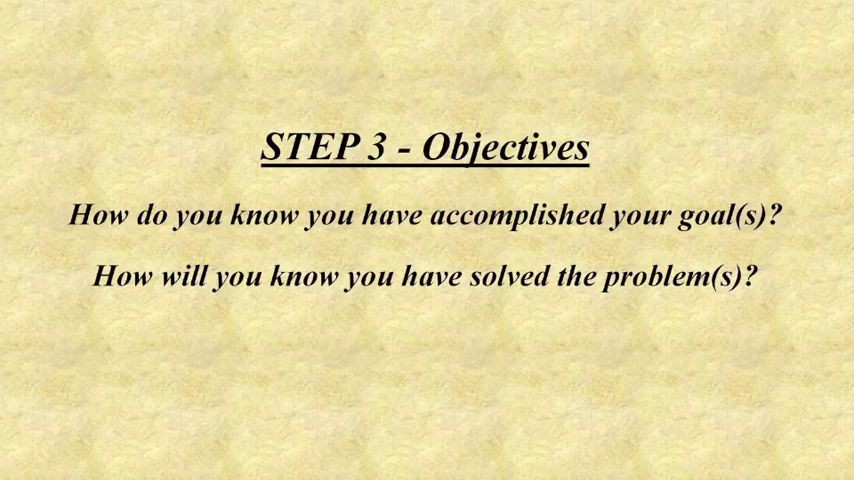 STEP 3 - Objectives
How do you know you have accomplished your goal(s)?
How will you know you have solved the problem(s)?